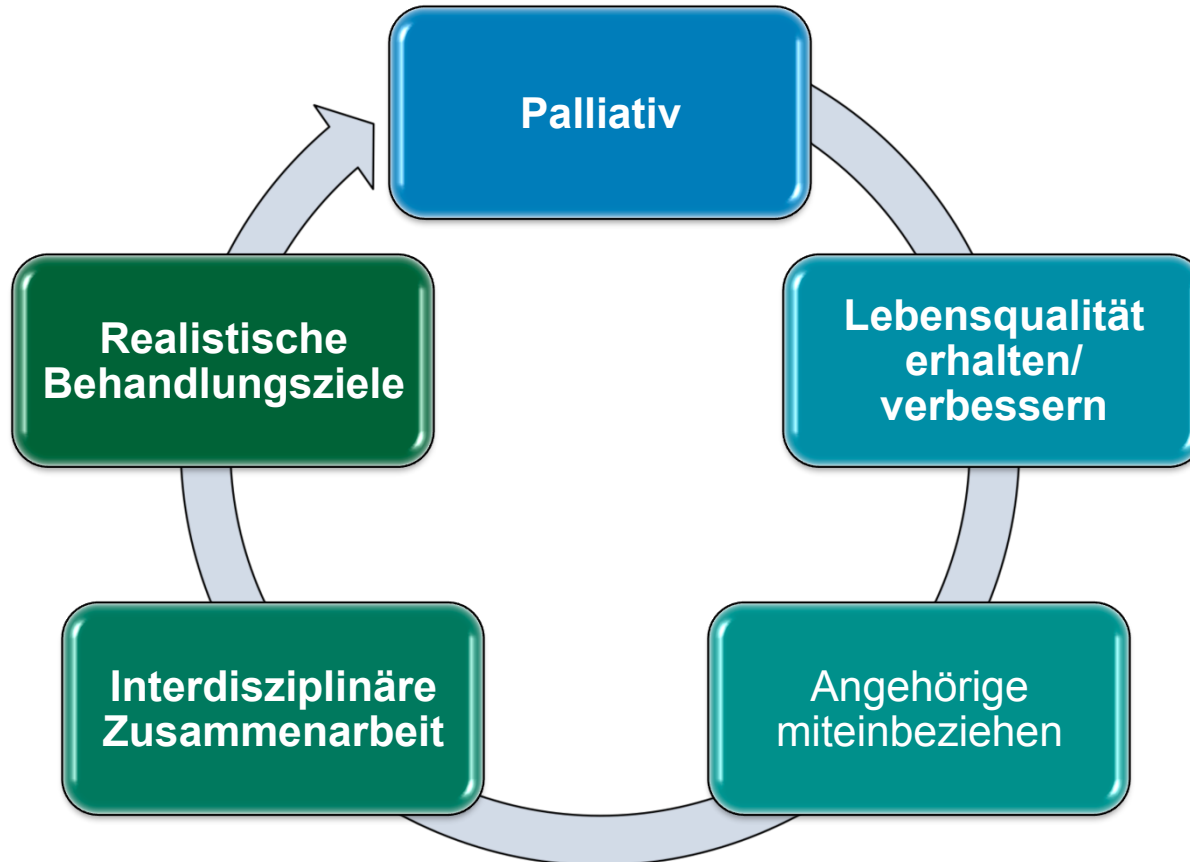 Palliativ
Lebensqualität
erhalten/
verbessern
Angehörige
miteinbeziehen
Interdisziplinäre
Zusammenarbeit
Realistische
Behandlungsziele